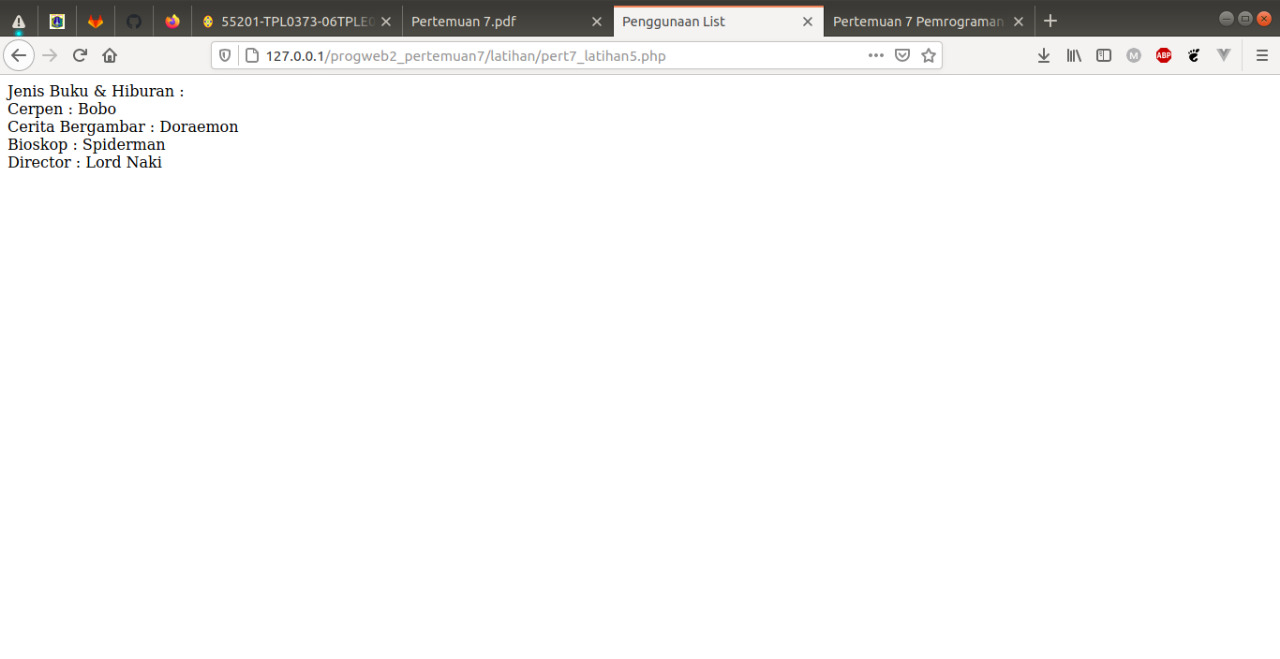 55201-TPL0373-06TPLE0
Pertemuan 7.pdf
Penggunaan List
Pertemuan 7 Pemrograman
127.0.0.1/progweb2_pertemuan7/latihan/pert7_latihan5.php
ABP
Jenis Buku & Hiburan :
Cerpen : Bobo
Cerita Bergambar : Doraemon
Bioskop : Spiderman
Director : Lord Naki